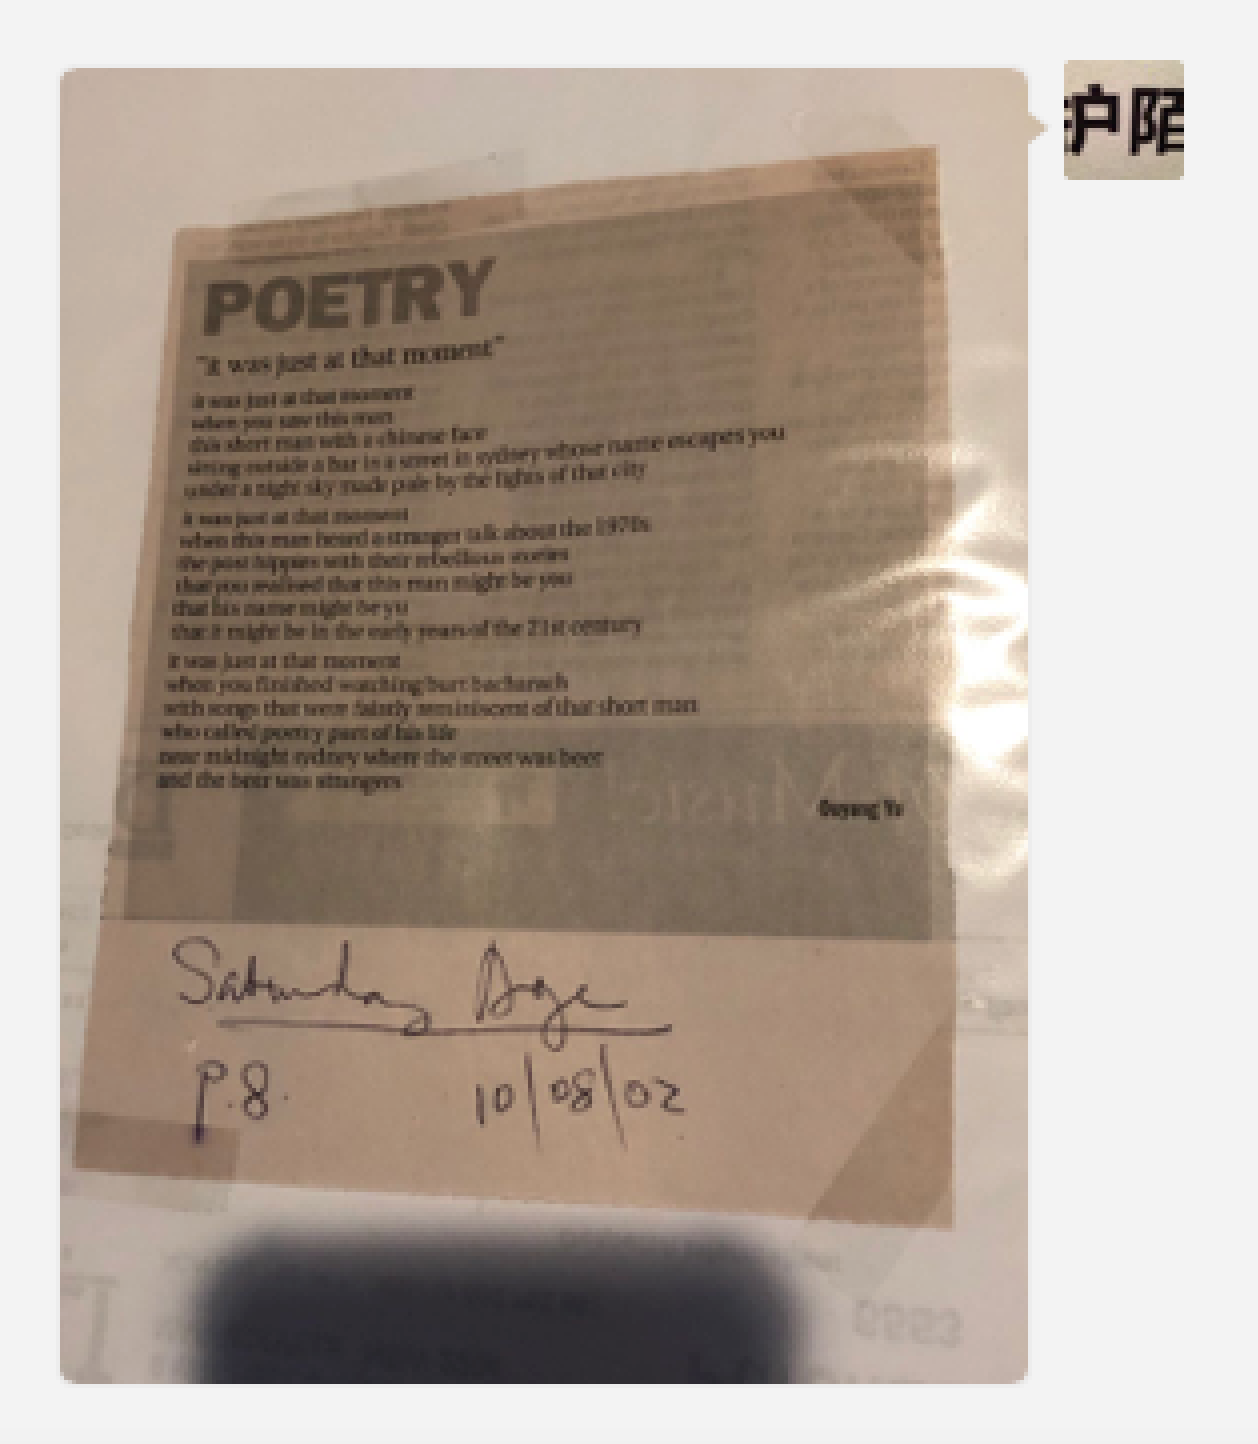 护陌
POETRY
"it was just at that moment"
it was just at that moment
when you saw this man
this short man with a chinese face
sitting outside a bar in a street in sydney whose name escapes you
under a night sky made pale by the lights of that city
it was just at that moment
when this man heard a stranger talk about the 1970s
the post hippies with their rebellious stories
that you realised that this man might be you
that his name might be yu
that it might be in the early years of the 21st century
it was just at that moment
when you finished watching burt bacharach
with songs that were faintly reminiscent of that short man
who called poetry part of his life
near midnight sydney where the street was beer
and the beer was strangers
Ouyang Yu
Music
Saturday Age
P.8. 10/08/02